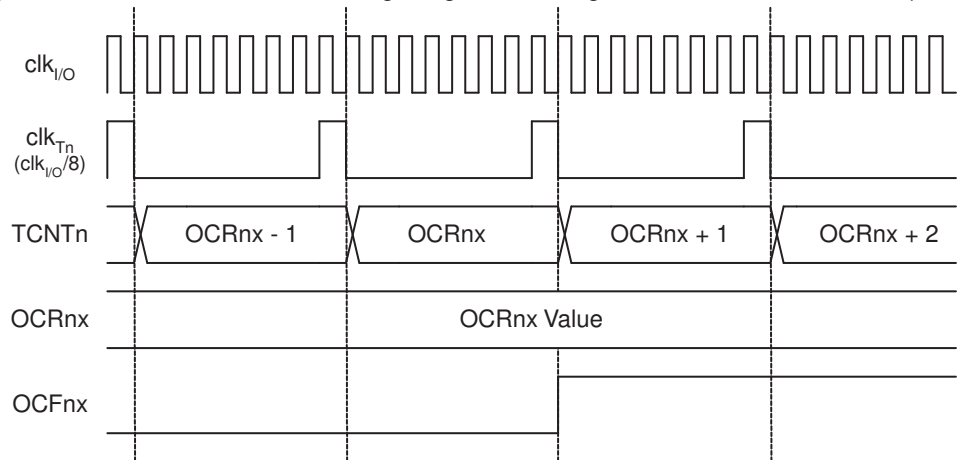 clkI/O
clkTn
(clkI/O/8)
TCNTn
OCRnx - 1
OCRnx
OCRnx + 1
OCRnx + 2
OCRnx
OCRnx Value
OCFnx